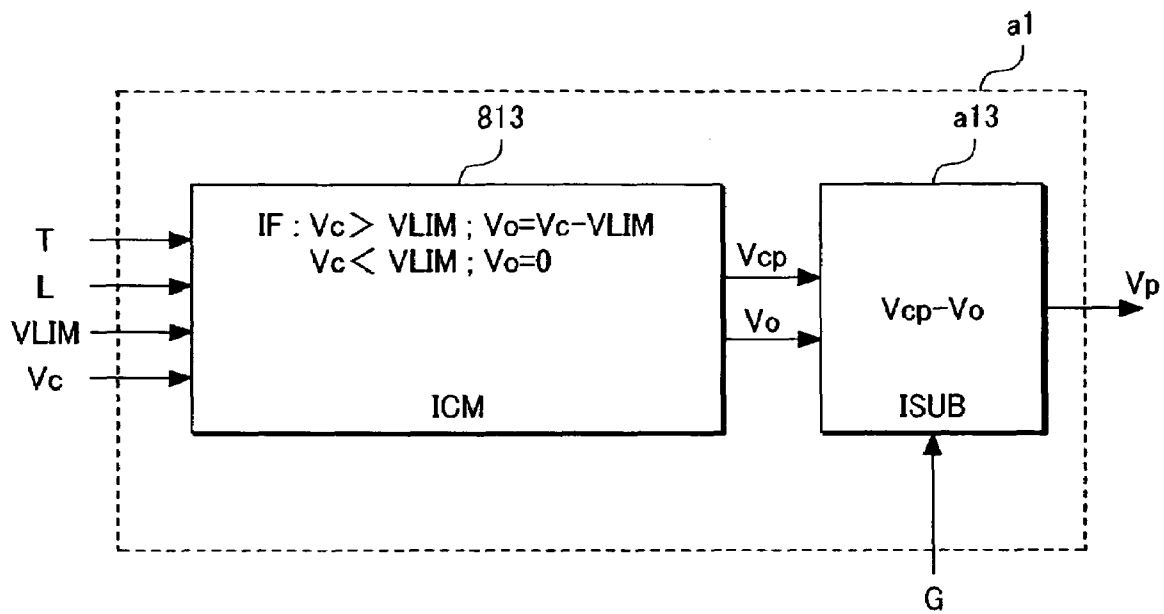 a1
813
a13
IF : Vc > VLIM ; Vo=Vc-VLIM
Vc < VLIM ; Vo=0
T
L
VLIM
Vc
ICM
Vcp
Vo
Vcp-Vo
ISUB
Vp
G